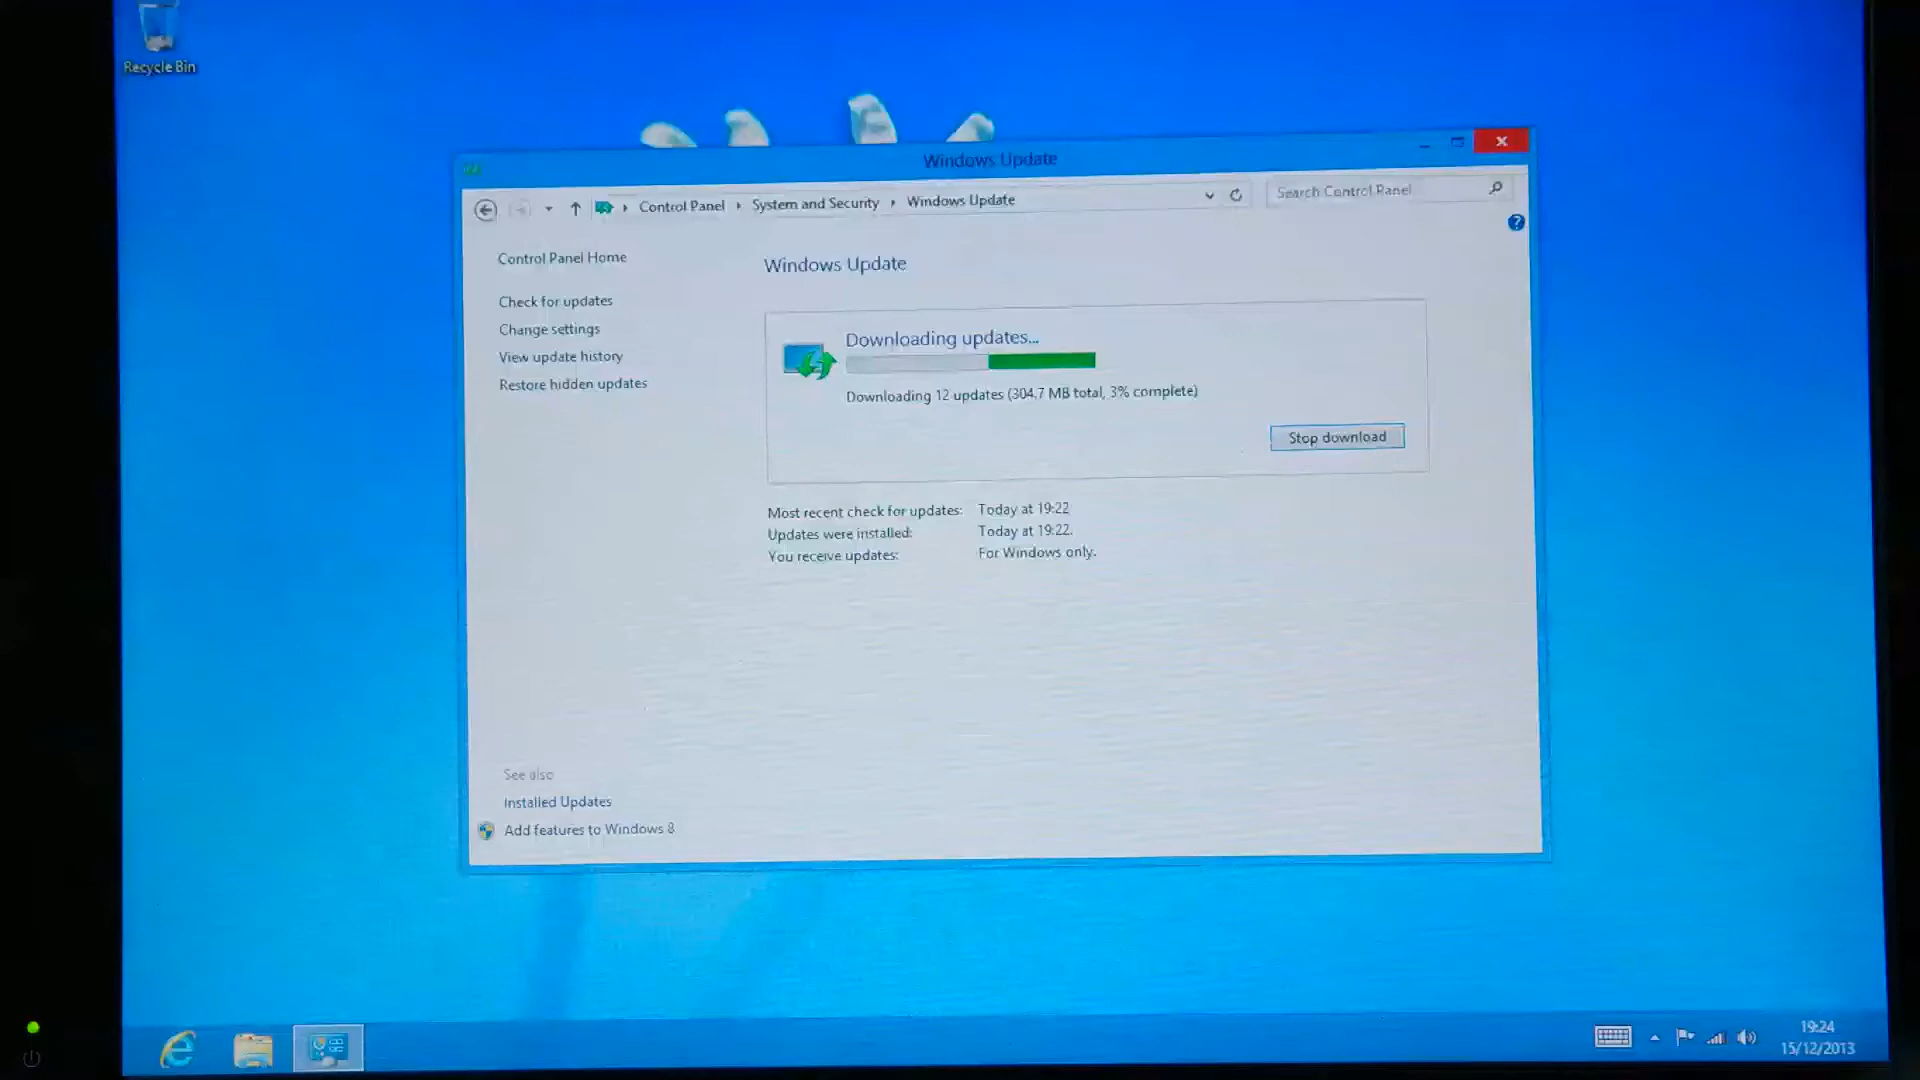 Recycle Bin
Windows Update
Control Panel
System and Security
Windows Update
Search Control Panel
Control Panel Home
Check for updates
Change settings
View update history
Restore hidden updates
Windows Update
Downloading updates...
Downloading 12 updates (304.7 MB total, 3% complete)
Stop download
Most recent check for updates: Today at 19:22
Updates were installed: Today at 19:22.
You receive updates: For Windows only.
See also
Installed Updates
Add features to Windows 8
19:24
15/12/2013